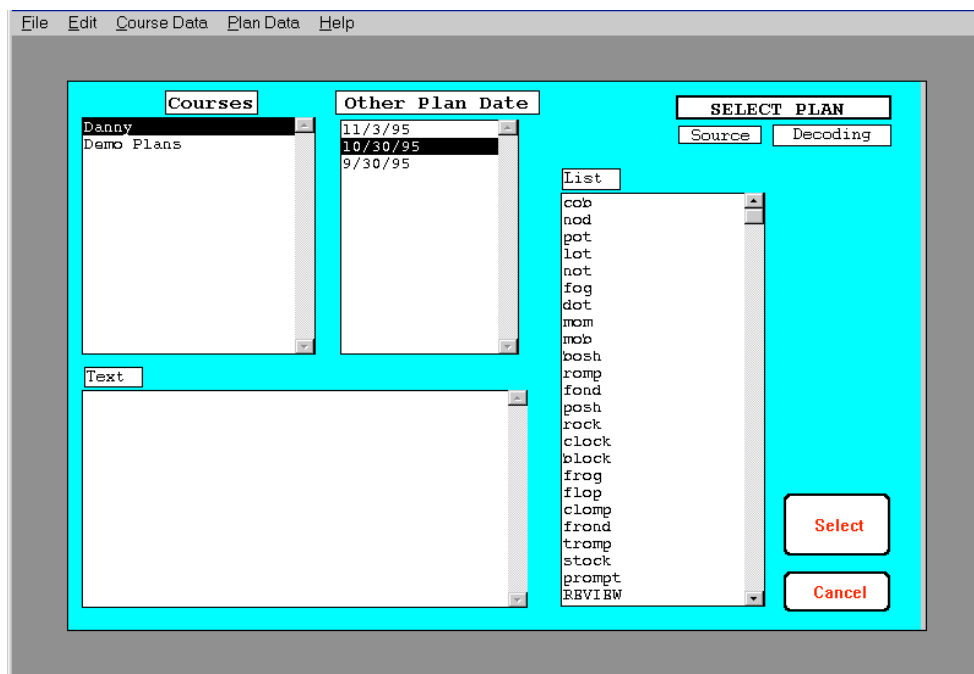 File Edit Course Data Plan Data Help
Courses
Danny
Demo Plans
Other Plan Date
11/3/95
10/30/95
9/30/95
SELECT PLAN
Source Decoding
List
cob
nod
pot
lot
not
fog
dot
mom
mob
bosh
romp
fond
posh
rock
clock
block
frog
flop
clomp
frond
tromp
stock
prompt
REVIEW
Text
Select
Cancel